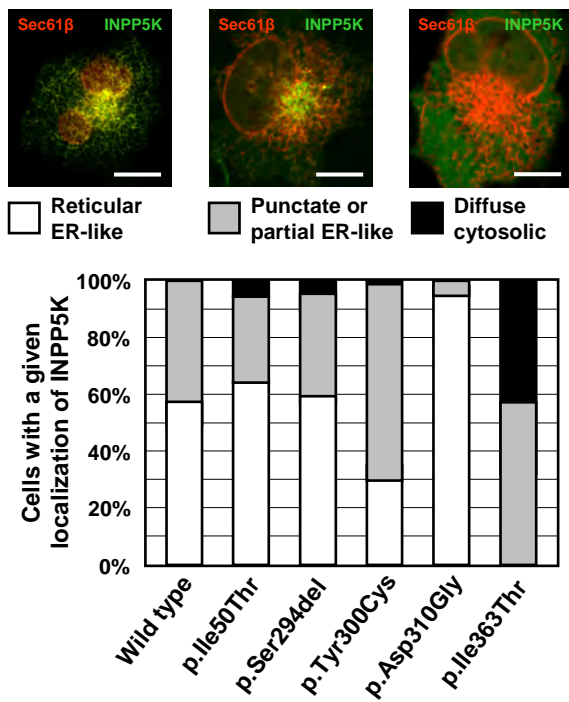 Sec61β INPP5K
Sec61β INPP5K
Sec61β INPP5K
Reticular
ER-like
Punctate or
partial ER-like
Diffuse
cytosolic
Cells with a given
localization of INPP5K
100%
80%
60%
40%
20%
0%
Wild type
p.Ile50Thr
p.Ser294del
p.Tyr300Cys
p.Asp310Gly
p.Ile363Thr